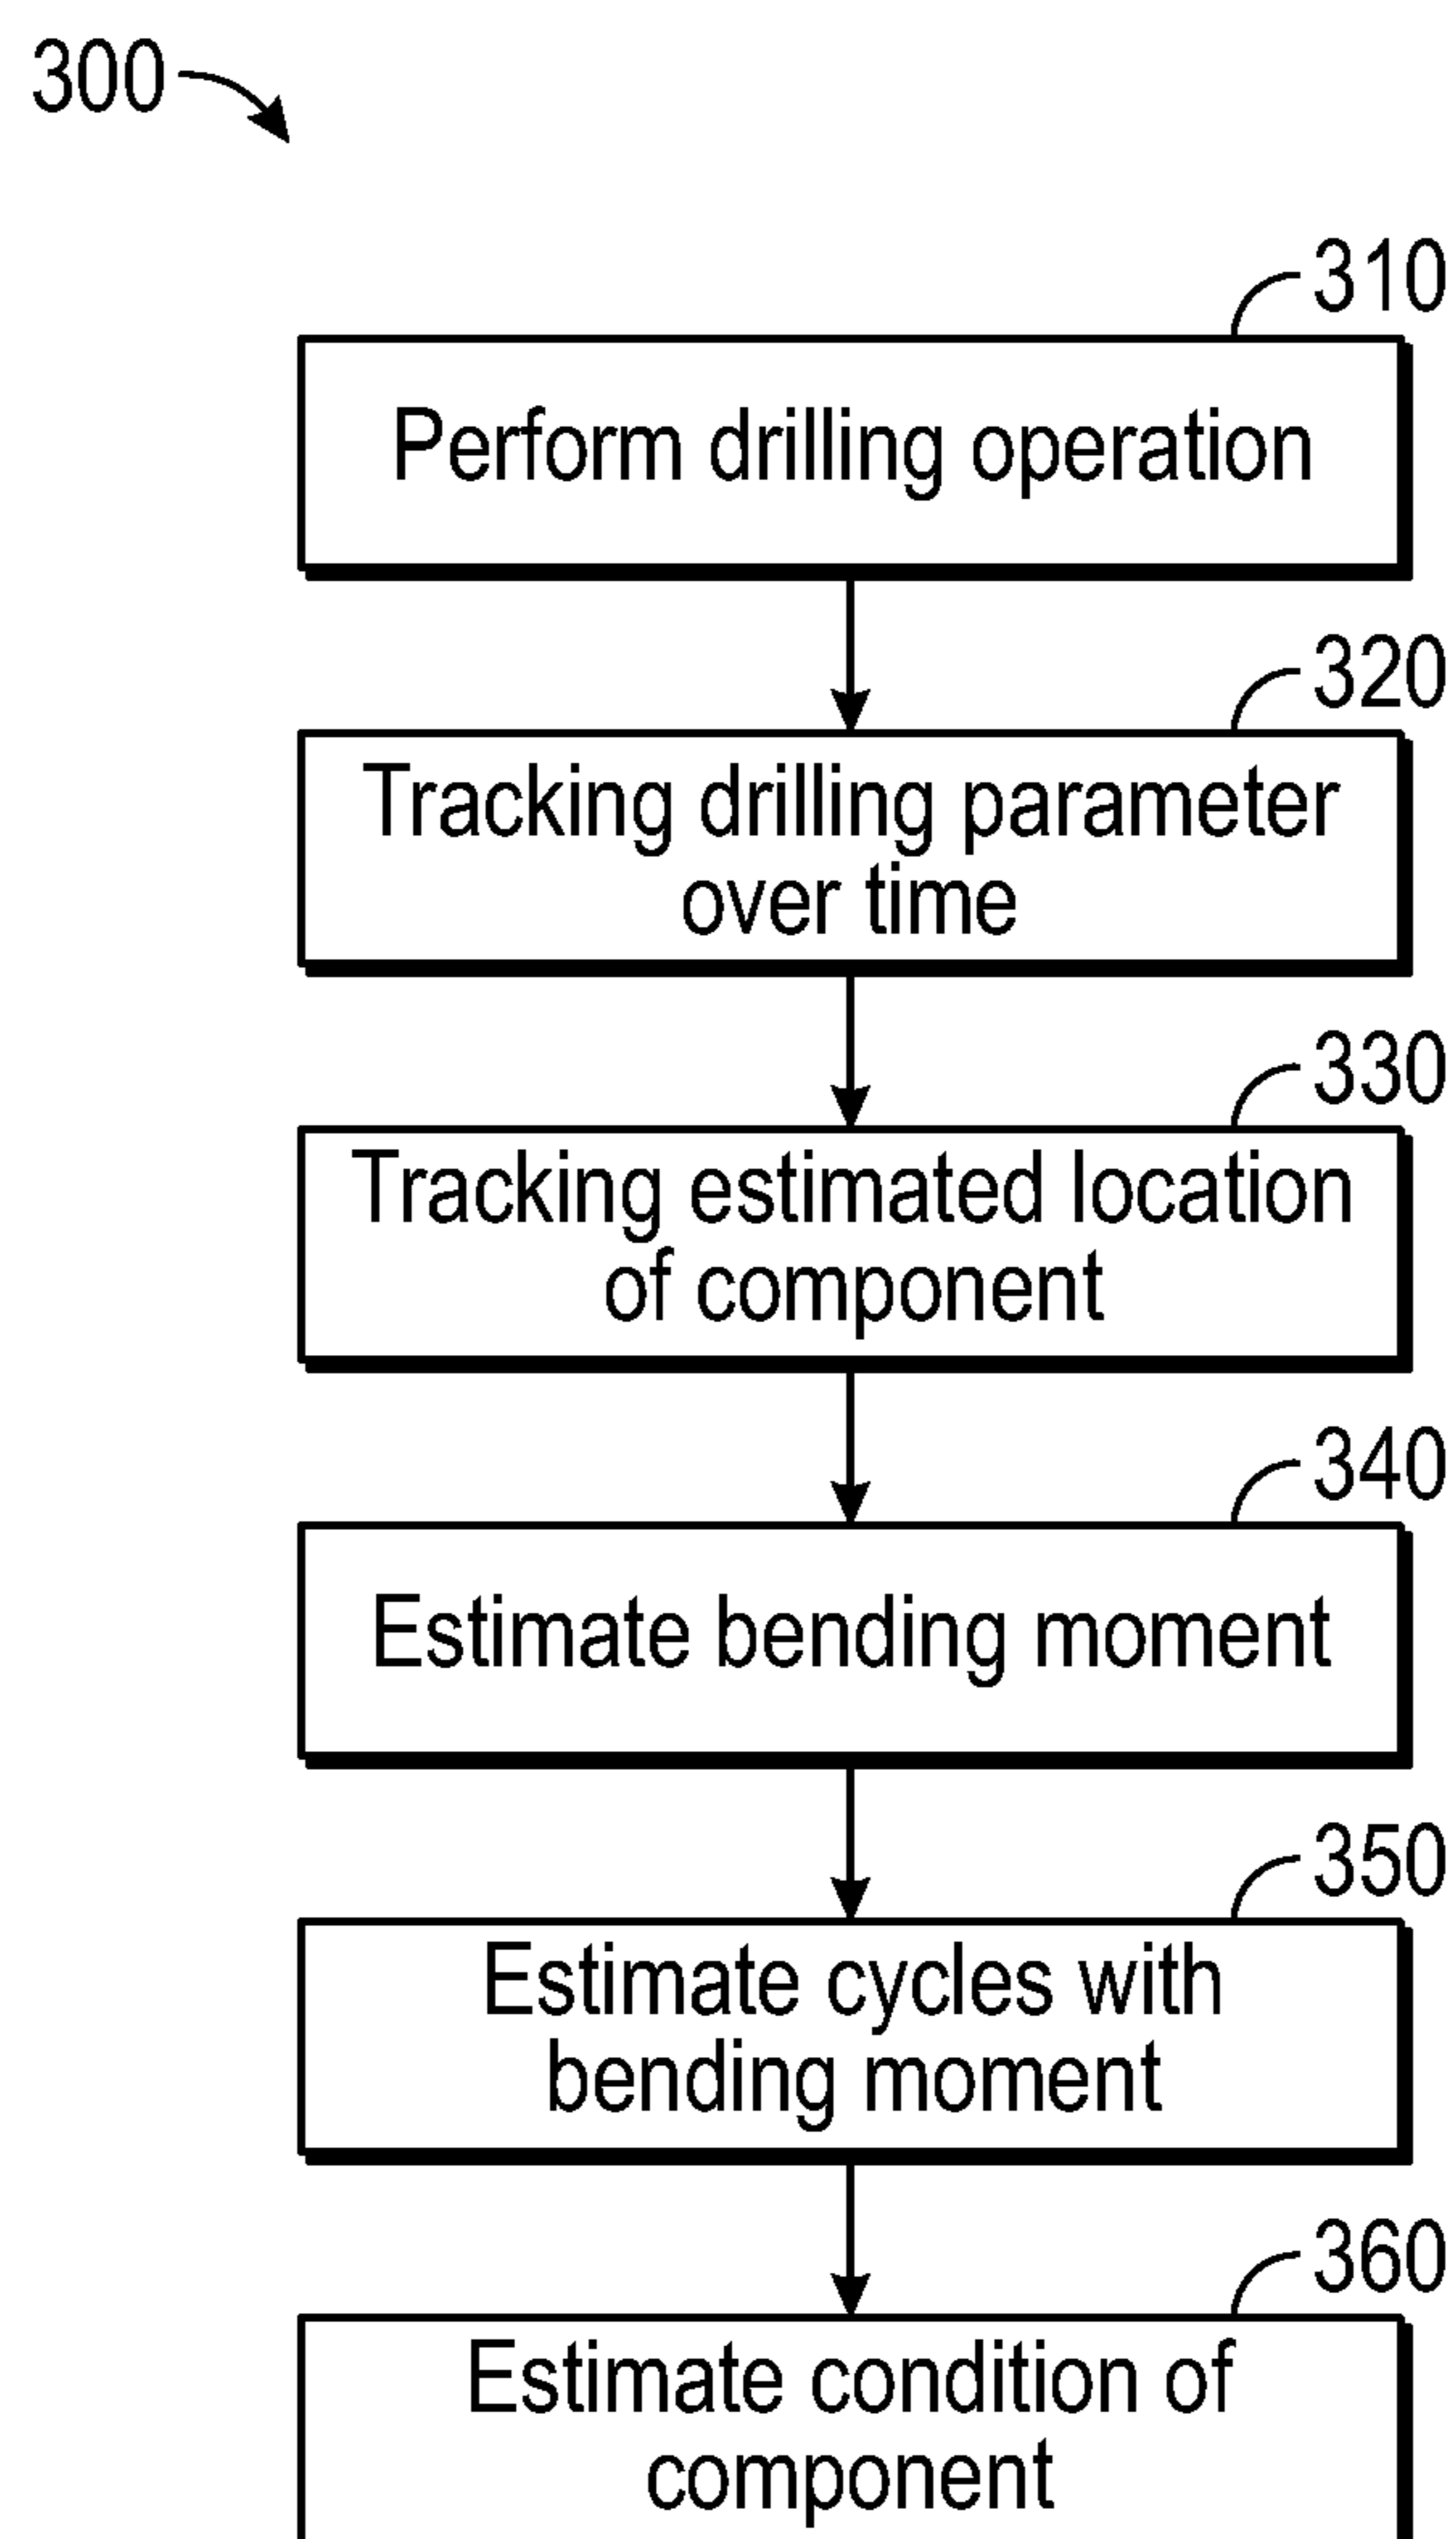 300
310
Perform drilling operation
320
Tracking drilling parameter
over time
330
Tracking estimated location
of component
340
Estimate bending moment
350
Estimate cycles with
bending moment
360
Estimate condition of
component